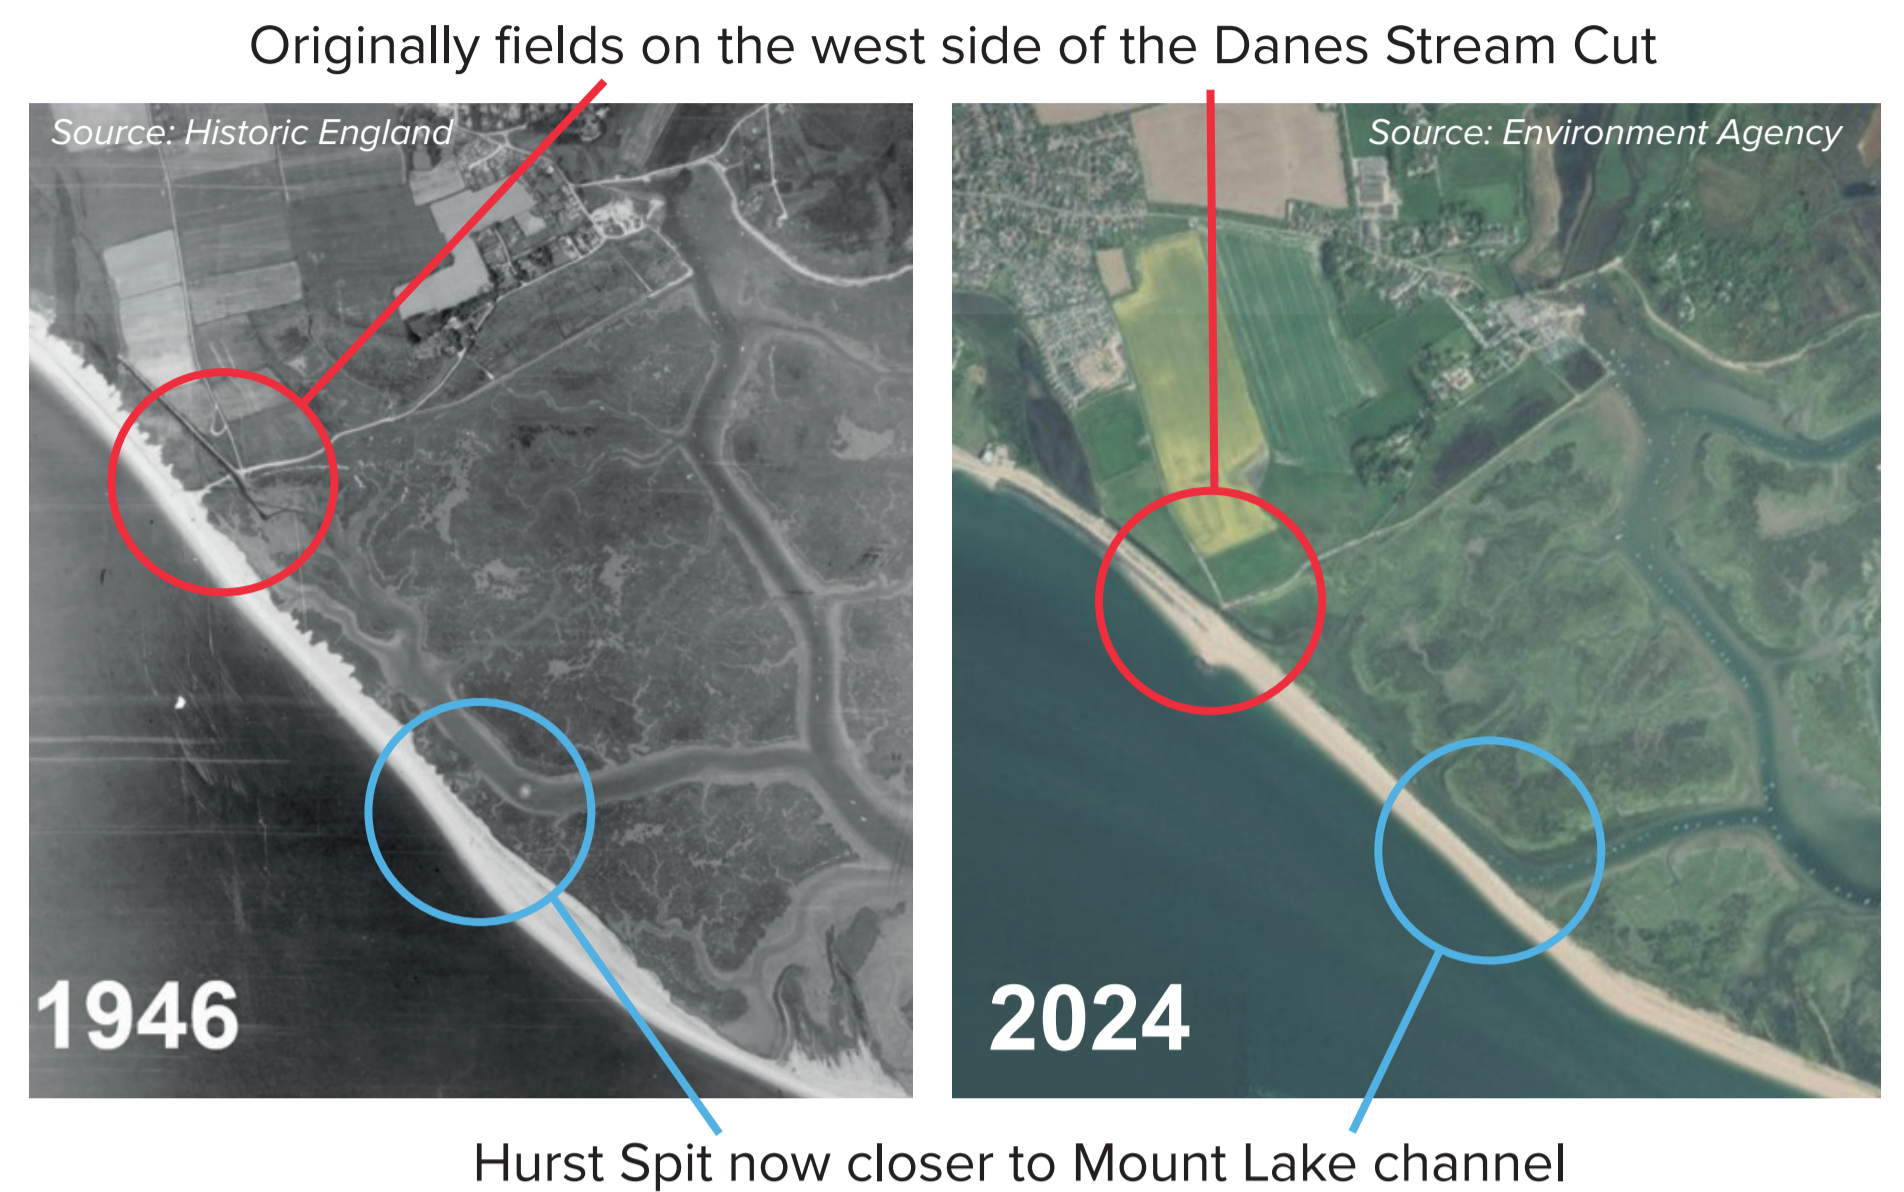 Originally fields on the west side of the Danes Stream Cut
Source: Historic England
Source: Environment Agency
1946
2024
Hurst Spit now closer to Mount Lake channel